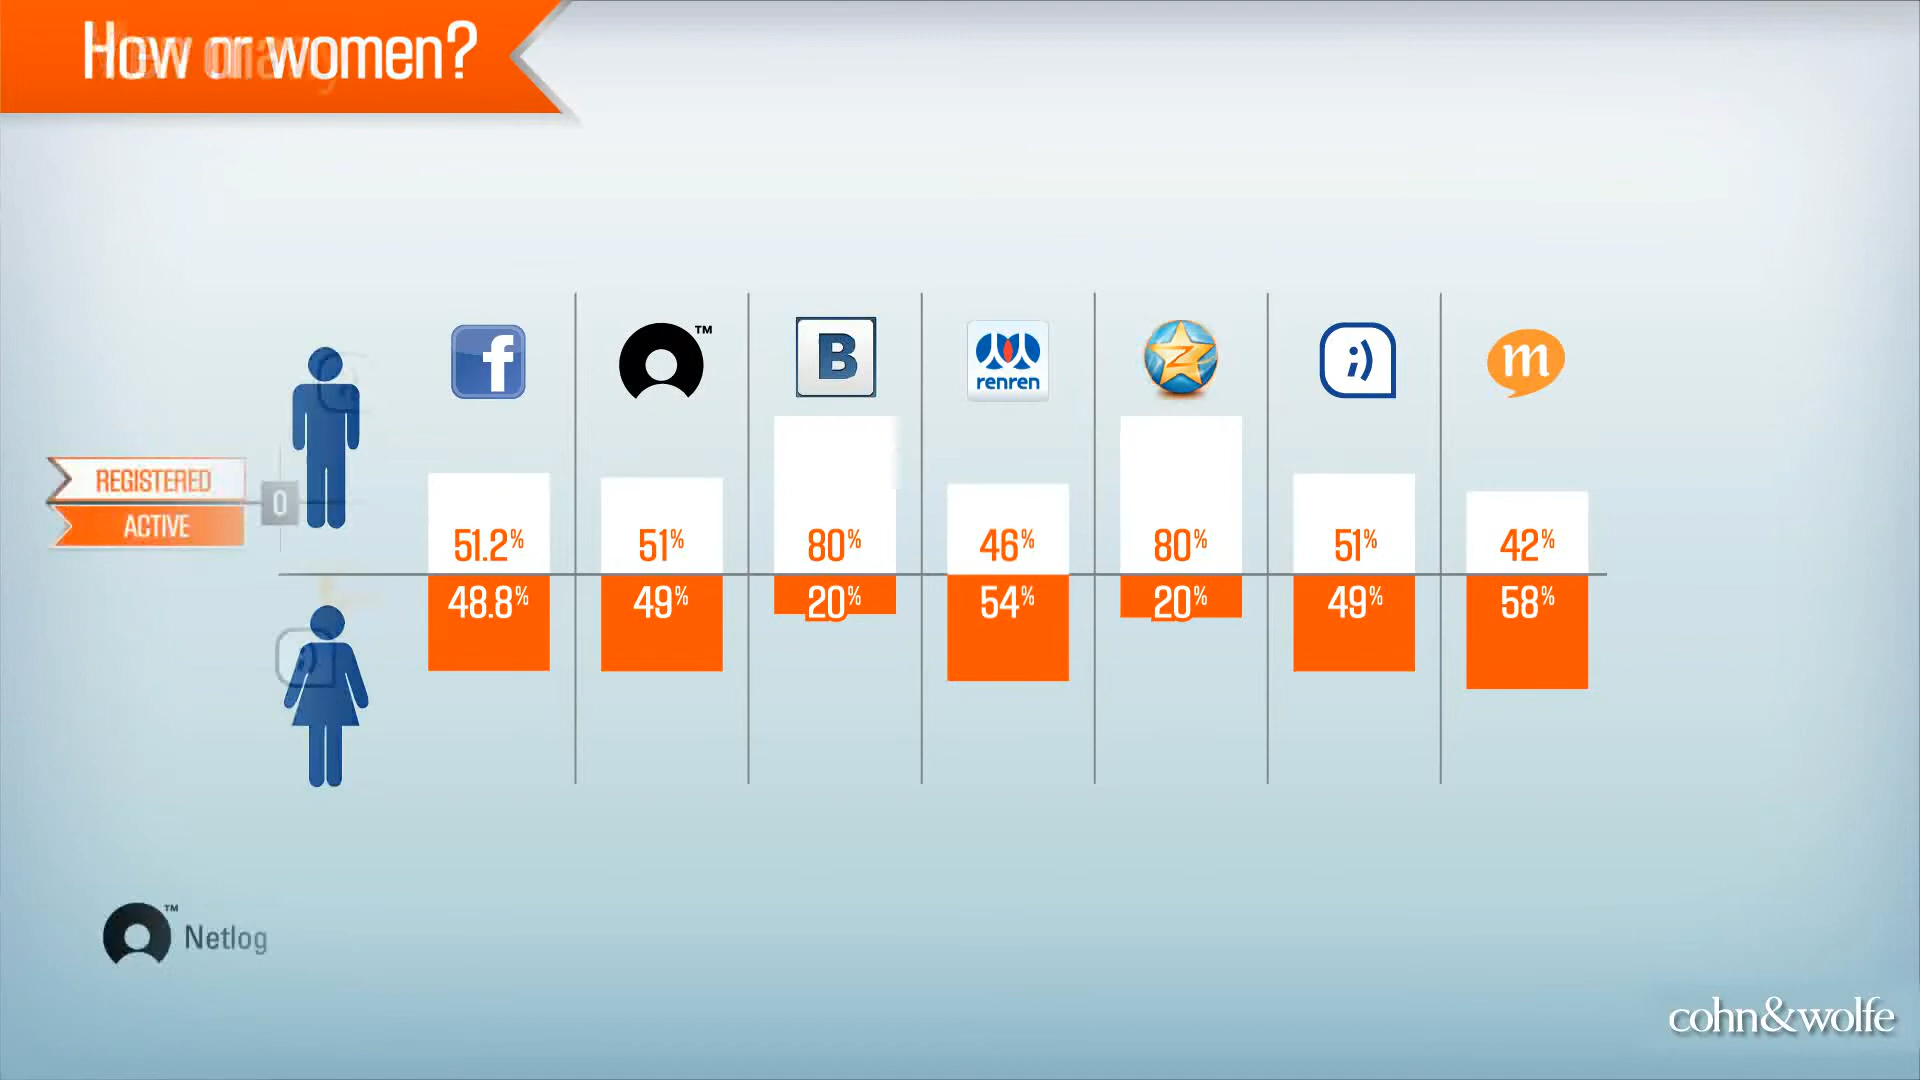 How or women?
f
TM
B
renren
Z
;)
m
REGISTERED
ACTIVE
0
51.2%
51%
80%
46%
80%
51%
42%
48.8%
49%
20%
54%
20%
49%
58%
TM
Netlog
cohn&wolfe